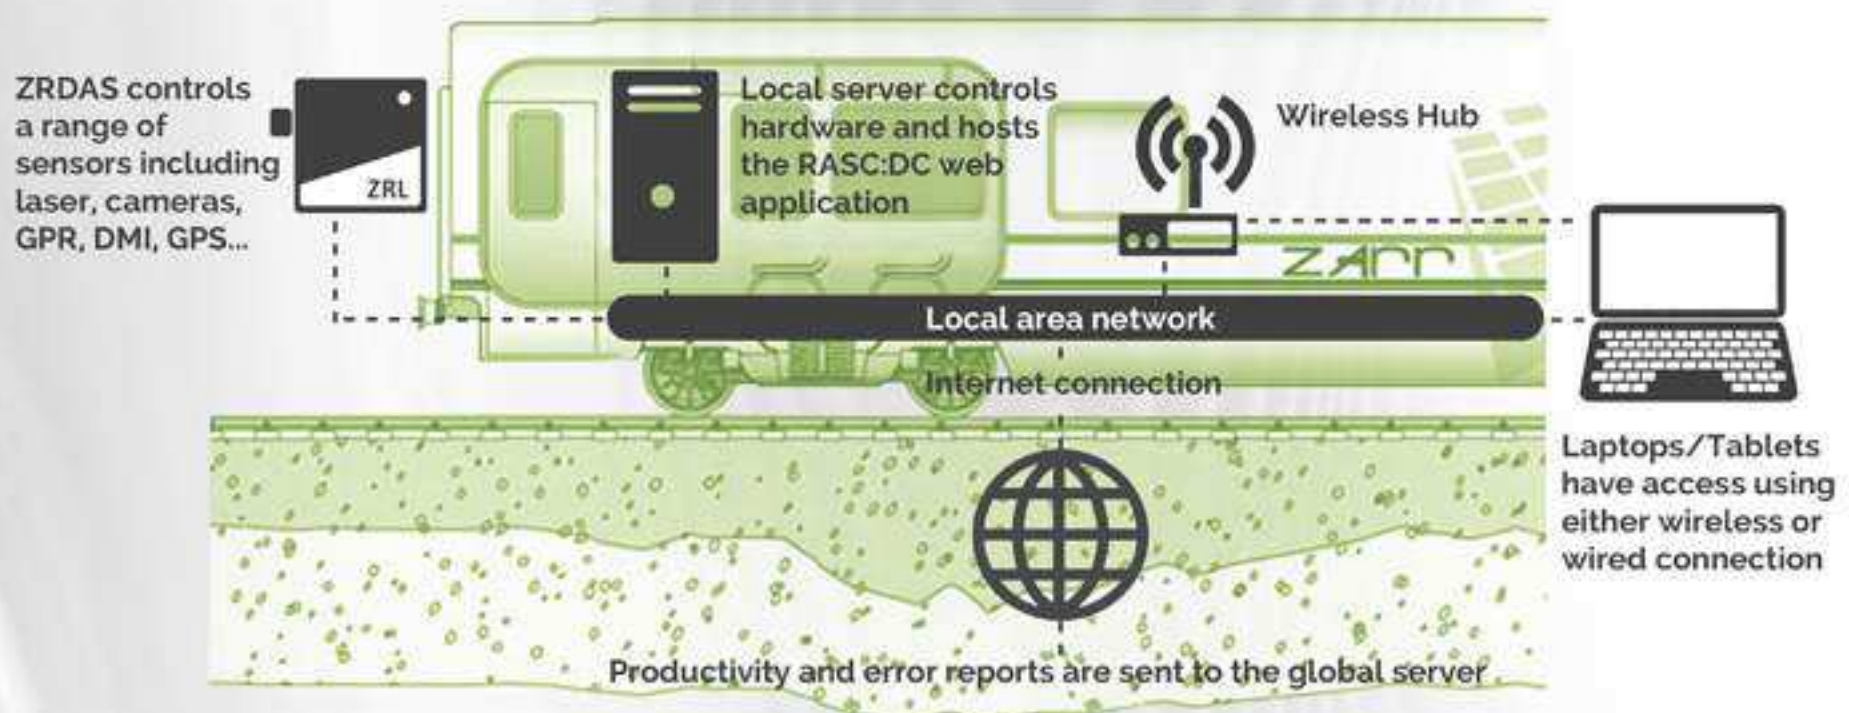 ZRDAS controls
a range of
sensors including
laser, cameras,
GPR, DMI, GPS...
ZRL
Local server controls
hardware and hosts
the RASC:DC web
application
Wireless Hub
ZARR
Local area network
Internet connection
Laptops/Tablets
have access using
either wireless or
wired connection
Productivity and error reports are sent to the global server